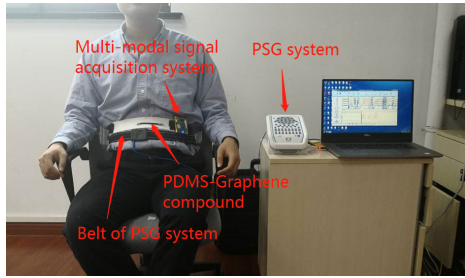 Multi-modal signal
acquisition system
PSG system
PDMS-Graphene
compound
Belt of PSG system